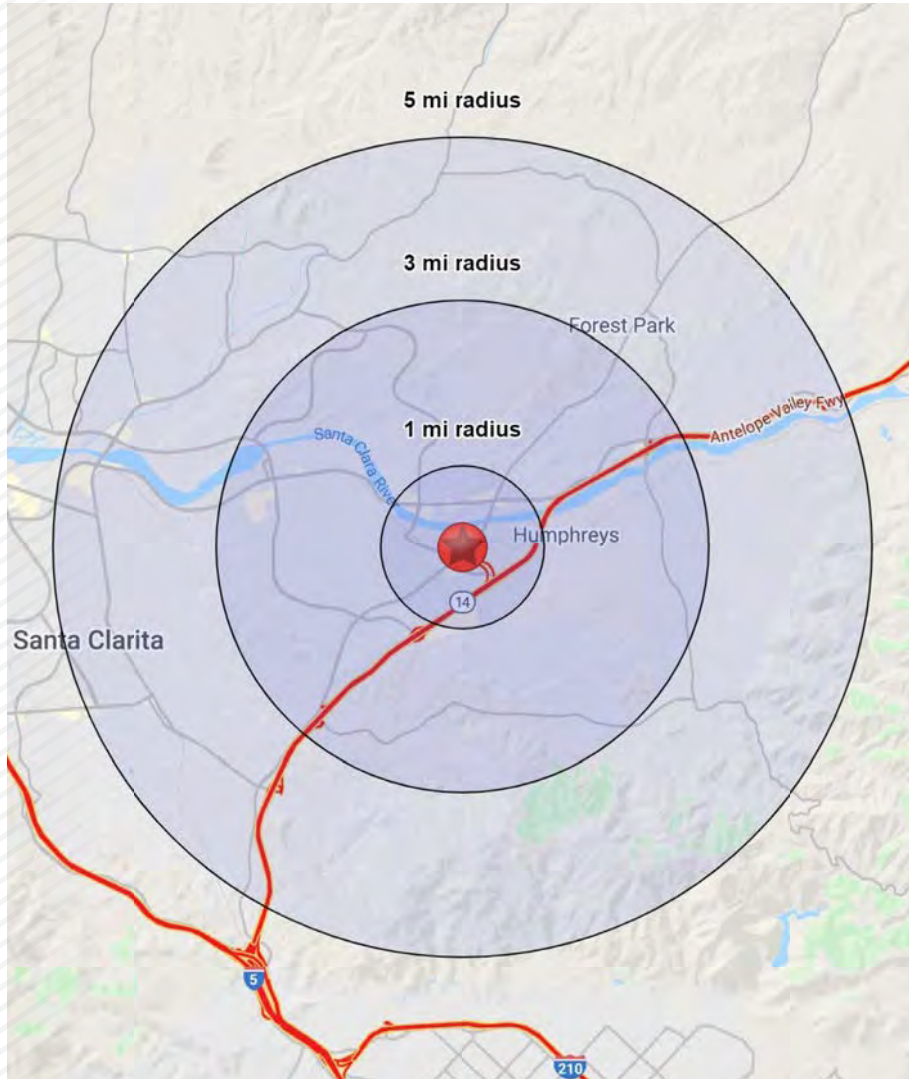 5 mi radius
3 mi radius
Forest Park
Antelope Valley Fwy
1 mi radius
Santa Clara River
Humphreys
14
Santa Clarita
5
210